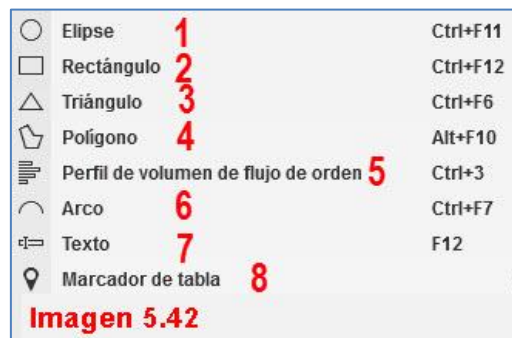 Elipse 1 Ctrl+F11
Rectángulo 2 Ctrl+F12
Triángulo 3 Ctrl+F6
Polígono 4 Alt+F10
Perfil de volumen de flujo de orden 5 Ctrl+3
Arco 6 Ctrl+F7
Texto 7 F12
Marcador de tabla 8
Imagen 5.42